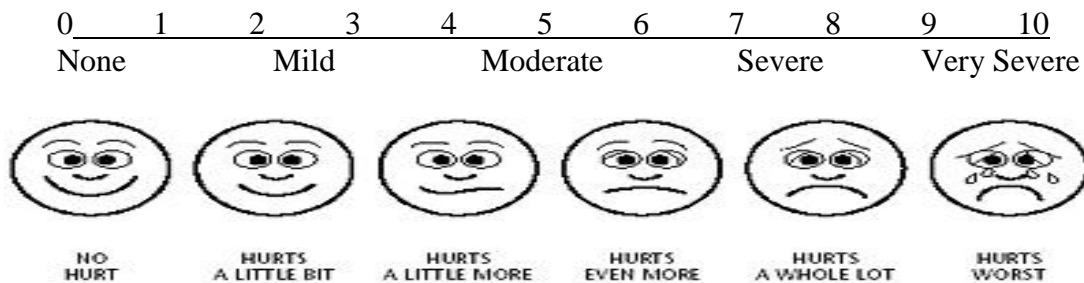 0 1 2 3 4 5 6 7 8 9 10
None Mild Moderate Severe Very Severe
NO HURT
HURTS A LITTLE BIT
HURTS A LITTLE MORE
HURTS EVEN MORE
HURTS A WHOLE LOT
HURTS WORST